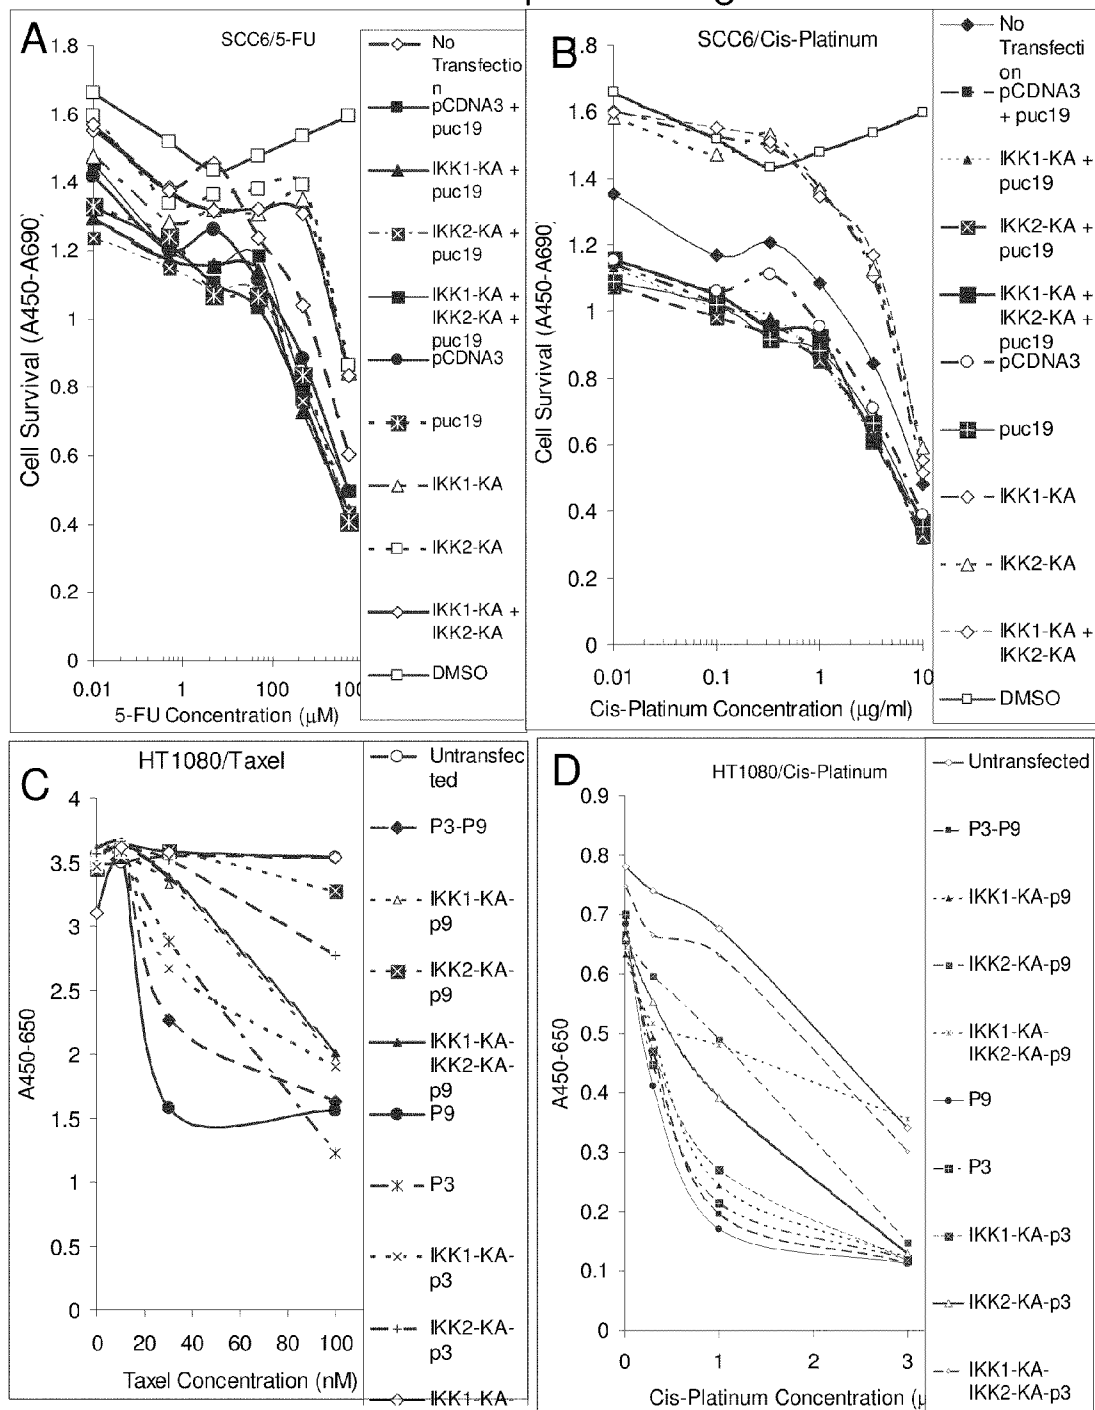 A
SCC6/5-FU
Cell Survival (A450-A690)
1.8
1.6
1.4
1.2
1
0.8
0.6
0.4
0.2
0
0.01
1
100
5-FU Concentration (μM)
No
Transfectio
n
pCDNA3 +
puc19
IKK1-KA +
puc19
IKK2-KA +
puc19
IKK1-KA +
IKK2-KA +
puc19
pCDNA3
puc19
IKK1-KA
IKK2-KA
IKK1-KA +
IKK2-KA
DMSO
B
SCC6/Cis-Platinum
Cell Survival (A450-A690)
1.8
1.6
1.4
1.2
1
0.8
0.6
0.4
0.2
0
0.01
0.1
1
10
Cis-Platinum Concentration (μg/ml)
No
Transfecti
on
pCDNA3
+ puc19
IKK1-KA +
puc19
IKK2-KA +
puc19
IKK1-KA +
IKK2-KA +
puc19
pCDNA3
puc19
IKK1-KA
IKK2-KA
IKK1-KA +
IKK2-KA
DMSO
C
HT1080/Taxel
A450-650
4
3.5
3
2.5
2
1.5
1
0.5
0
0 20 40 60 80 100
Taxel Concentration (nM)
Untransfec
ted
P3-P9
IKK1-KA-
p9
IKK2-KA-
p9
IKK1-KA-
IKK2-KA-
p9
P9
P3
IKK1-KA-
p3
IKK2-KA-
p3
IKK1-KA-
D
HT1080/Cis-Platinum
A450-650
0.9
0.8
0.7
0.6
0.5
0.4
0.3
0.2
0.1
0
0 1 2 3
Cis-Platinum Concentration (μ
Untransfected
P3-P9
IKK1-KA-p9
IKK2-KA-p9
IKK1-KA-
IKK2-KA-p9
P9
P3
IKK1-KA-p3
IKK2-KA-p3
IKK1-KA-
IKK2-KA-p3